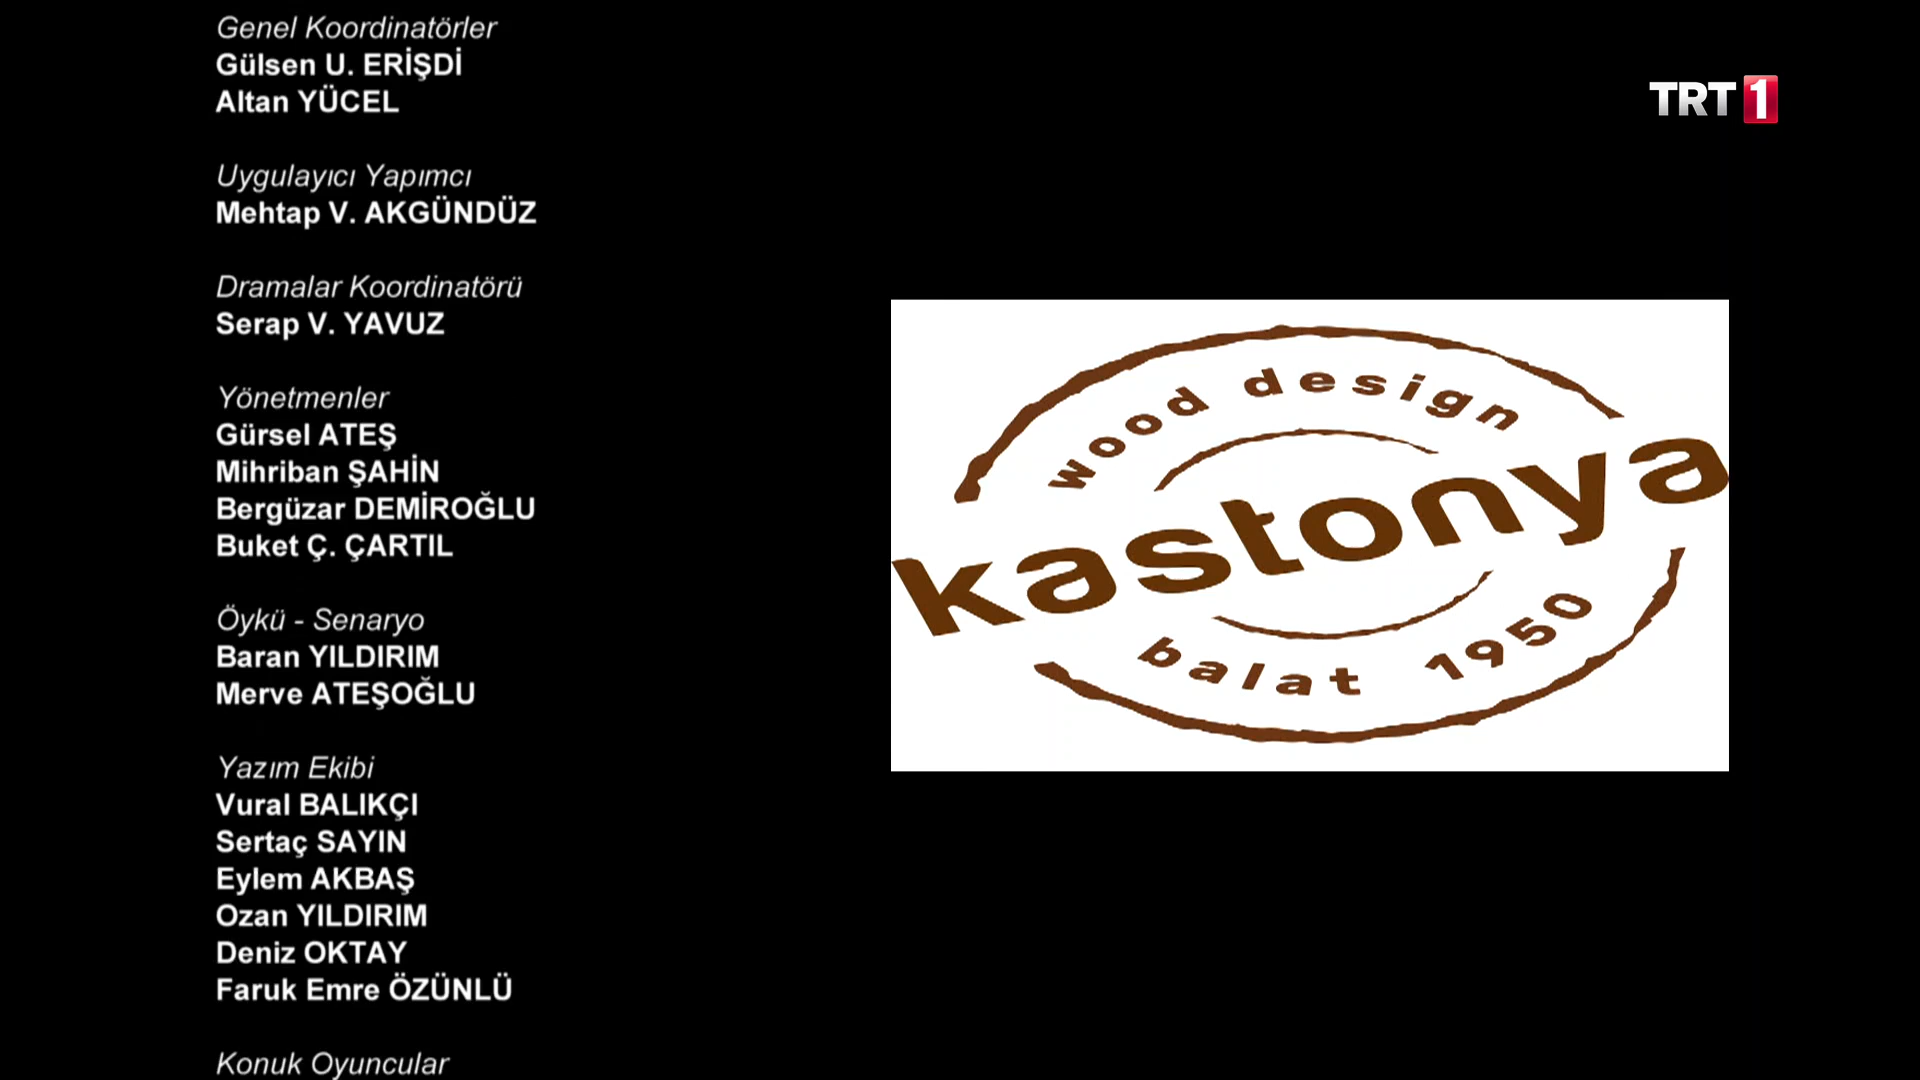 Genel Koordinatörler
Gülsen U. ERİŞDİ
Altan YÜCEL
Uygulayıcı Yapımcı
Mehtap V. AKGÜNDÜZ
Dramalar Koordinatörü
Serap V. YAVUZ
Yönetmenler
Gürsel ATEŞ
Mihriban ŞAHİN
Bergüzar DEMİROĞLU
Buket Ç. ÇARTIL
Öykü - Senaryo
Baran YILDIRIM
Merve ATEŞOĞLU
Yazım Ekibi
Vural BALIKÇI
Sertaç SAYIN
Eylem AKBAŞ
Ozan YILDIRIM
Deniz OKTAY
Faruk Emre ÖZÜNLÜ
Konuk Oyuncular
TRT 1
wood design
kastonya
balat 1950